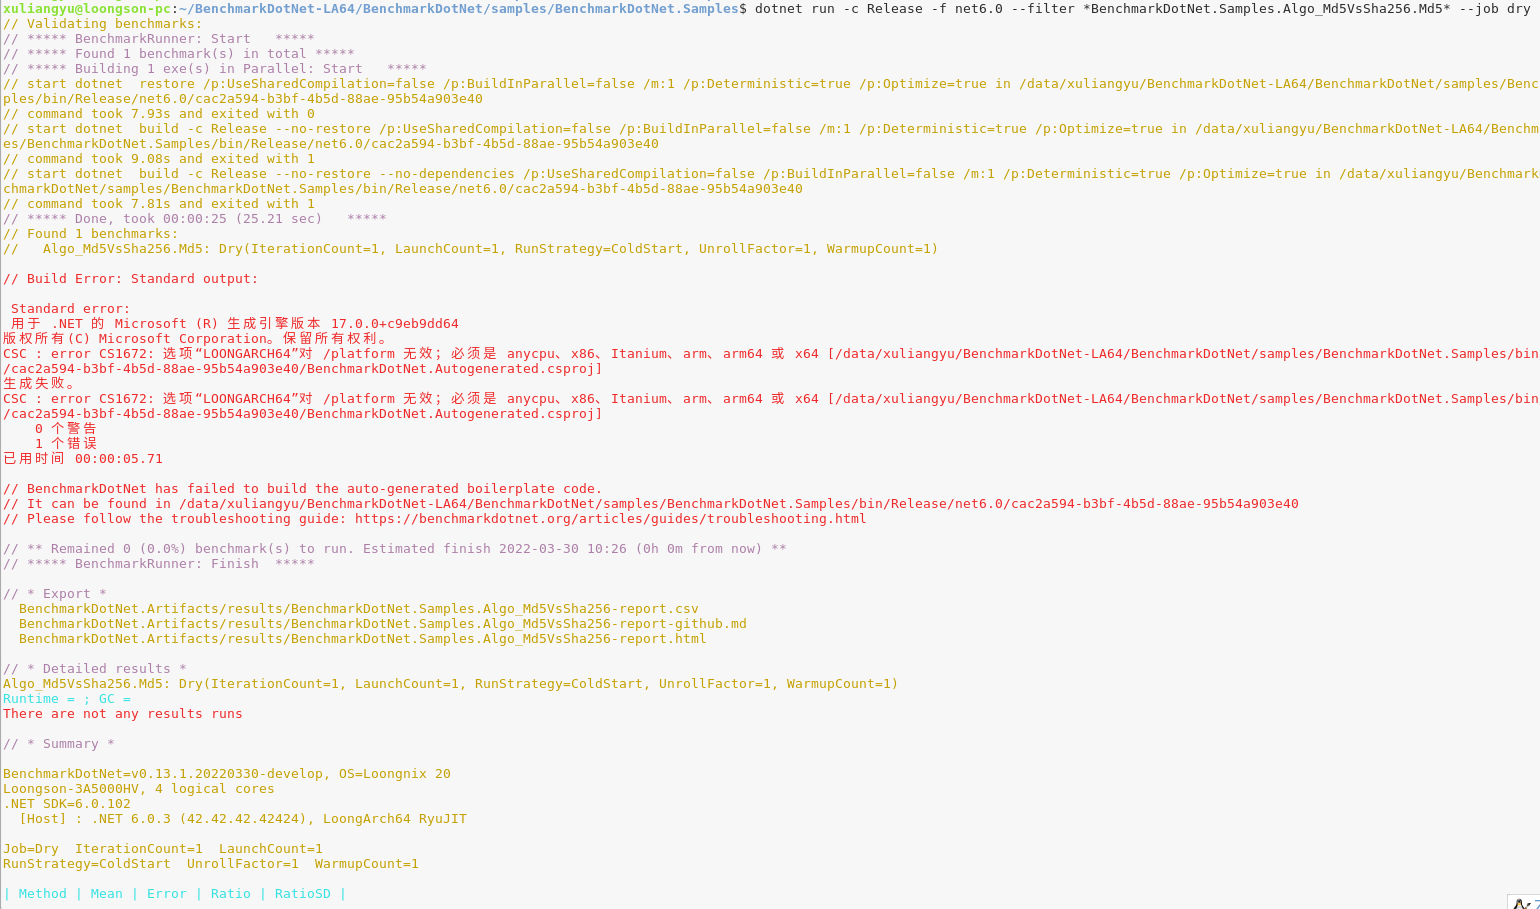 xuliangyu@loongson-pc:~/BenchmarkDotNet-LA64/BenchmarkDotNet/samples/BenchmarkDotNet.Samples$ dotnet run -c Release -f net6.0 --filter *BenchmarkDotNet.Samples.Algo_Md5VsSha256.Md5* --job dry
// Validating benchmarks:
// ***** BenchmarkRunner: Start   *****
// ***** Found 1 benchmark(s) in total *****
// ***** Building 1 exe(s) in Parallel: Start   *****
// start dotnet  restore /p:UseSharedCompilation=false /p:BuildInParallel=false /m:1 /p:Deterministic=true /p:Optimize=true in /data/xuliangyu/BenchmarkDotNet-LA64/BenchmarkDotNet/samples/Benc
ples/bin/Release/net6.0/cac2a594-b3bf-4b5d-88ae-95b54a903e40
// command took 7.93s and exited with 0
// start dotnet  build -c Release --no-restore /p:UseSharedCompilation=false /p:BuildInParallel=false /m:1 /p:Deterministic=true /p:Optimize=true in /data/xuliangyu/BenchmarkDotNet-LA64/Benchm
es/BenchmarkDotNet.Samples/bin/Release/net6.0/cac2a594-b3bf-4b5d-88ae-95b54a903e40
// command took 9.08s and exited with 1
// start dotnet  build -c Release --no-restore --no-dependencies /p:UseSharedCompilation=false /p:BuildInParallel=false /m:1 /p:Deterministic=true /p:Optimize=true in /data/xuliangyu/Benchmark
chmarkDotNet/samples/BenchmarkDotNet.Samples/bin/Release/net6.0/cac2a594-b3bf-4b5d-88ae-95b54a903e40
// command took 7.81s and exited with 1
// ***** Done, took 00:00:25 (25.21 sec)   *****
// Found 1 benchmarks:
//   Algo_Md5VsSha256.Md5: Dry(IterationCount=1, LaunchCount=1, RunStrategy=ColdStart, UnrollFactor=1, WarmupCount=1)
// Build Error: Standard output:
Standard error:
用于 .NET 的 Microsoft (R) 生成引擎版本 17.0.0+c9eb9dd64
版权所有(C) Microsoft Corporation。保留所有权利。
CSC : error CS1672: 选项“LOONGARCH64”对 /platform 无效；必须是 anycpu、x86、Itanium、arm、arm64 或 x64 [/data/xuliangyu/BenchmarkDotNet-LA64/BenchmarkDotNet/samples/BenchmarkDotNet.Samples/bin
/cac2a594-b3bf-4b5d-88ae-95b54a903e40/BenchmarkDotNet.Autogenerated.csproj]
生成失败。
CSC : error CS1672: 选项“LOONGARCH64”对 /platform 无效；必须是 anycpu、x86、Itanium、arm、arm64 或 x64 [/data/xuliangyu/BenchmarkDotNet-LA64/BenchmarkDotNet/samples/BenchmarkDotNet.Samples/bin
/cac2a594-b3bf-4b5d-88ae-95b54a903e40/BenchmarkDotNet.Autogenerated.csproj]
0 个警告
1 个错误
已用时间 00:00:05.71
// BenchmarkDotNet has failed to build the auto-generated boilerplate code.
// It can be found in /data/xuliangyu/BenchmarkDotNet-LA64/BenchmarkDotNet/samples/BenchmarkDotNet.Samples/bin/Release/net6.0/cac2a594-b3bf-4b5d-88ae-95b54a903e40
// Please follow the troubleshooting guide: https://benchmarkdotnet.org/articles/guides/troubleshooting.html
// ** Remained 0 (0.0%) benchmark(s) to run. Estimated finish 2022-03-30 10:26 (0h 0m from now) **
// ***** BenchmarkRunner: Finish  *****
// * Export *
BenchmarkDotNet.Artifacts/results/BenchmarkDotNet.Samples.Algo_Md5VsSha256-report.csv
BenchmarkDotNet.Artifacts/results/BenchmarkDotNet.Samples.Algo_Md5VsSha256-report-github.md
BenchmarkDotNet.Artifacts/results/BenchmarkDotNet.Samples.Algo_Md5VsSha256-report.html
// * Detailed results *
Algo_Md5VsSha256.Md5: Dry(IterationCount=1, LaunchCount=1, RunStrategy=ColdStart, UnrollFactor=1, WarmupCount=1)
Runtime = ; GC =
There are not any results runs
// * Summary *
BenchmarkDotNet=v0.13.1.20220330-develop, OS=Loongnix 20
Loongson-3A5000HV, 4 logical cores
.NET SDK=6.0.102
[Host] : .NET 6.0.3 (42.42.42.42424), LoongArch64 RyuJIT
Job=Dry  IterationCount=1  LaunchCount=1
RunStrategy=ColdStart  UnrollFactor=1  WarmupCount=1
| Method | Mean | Error | Ratio | RatioSD |